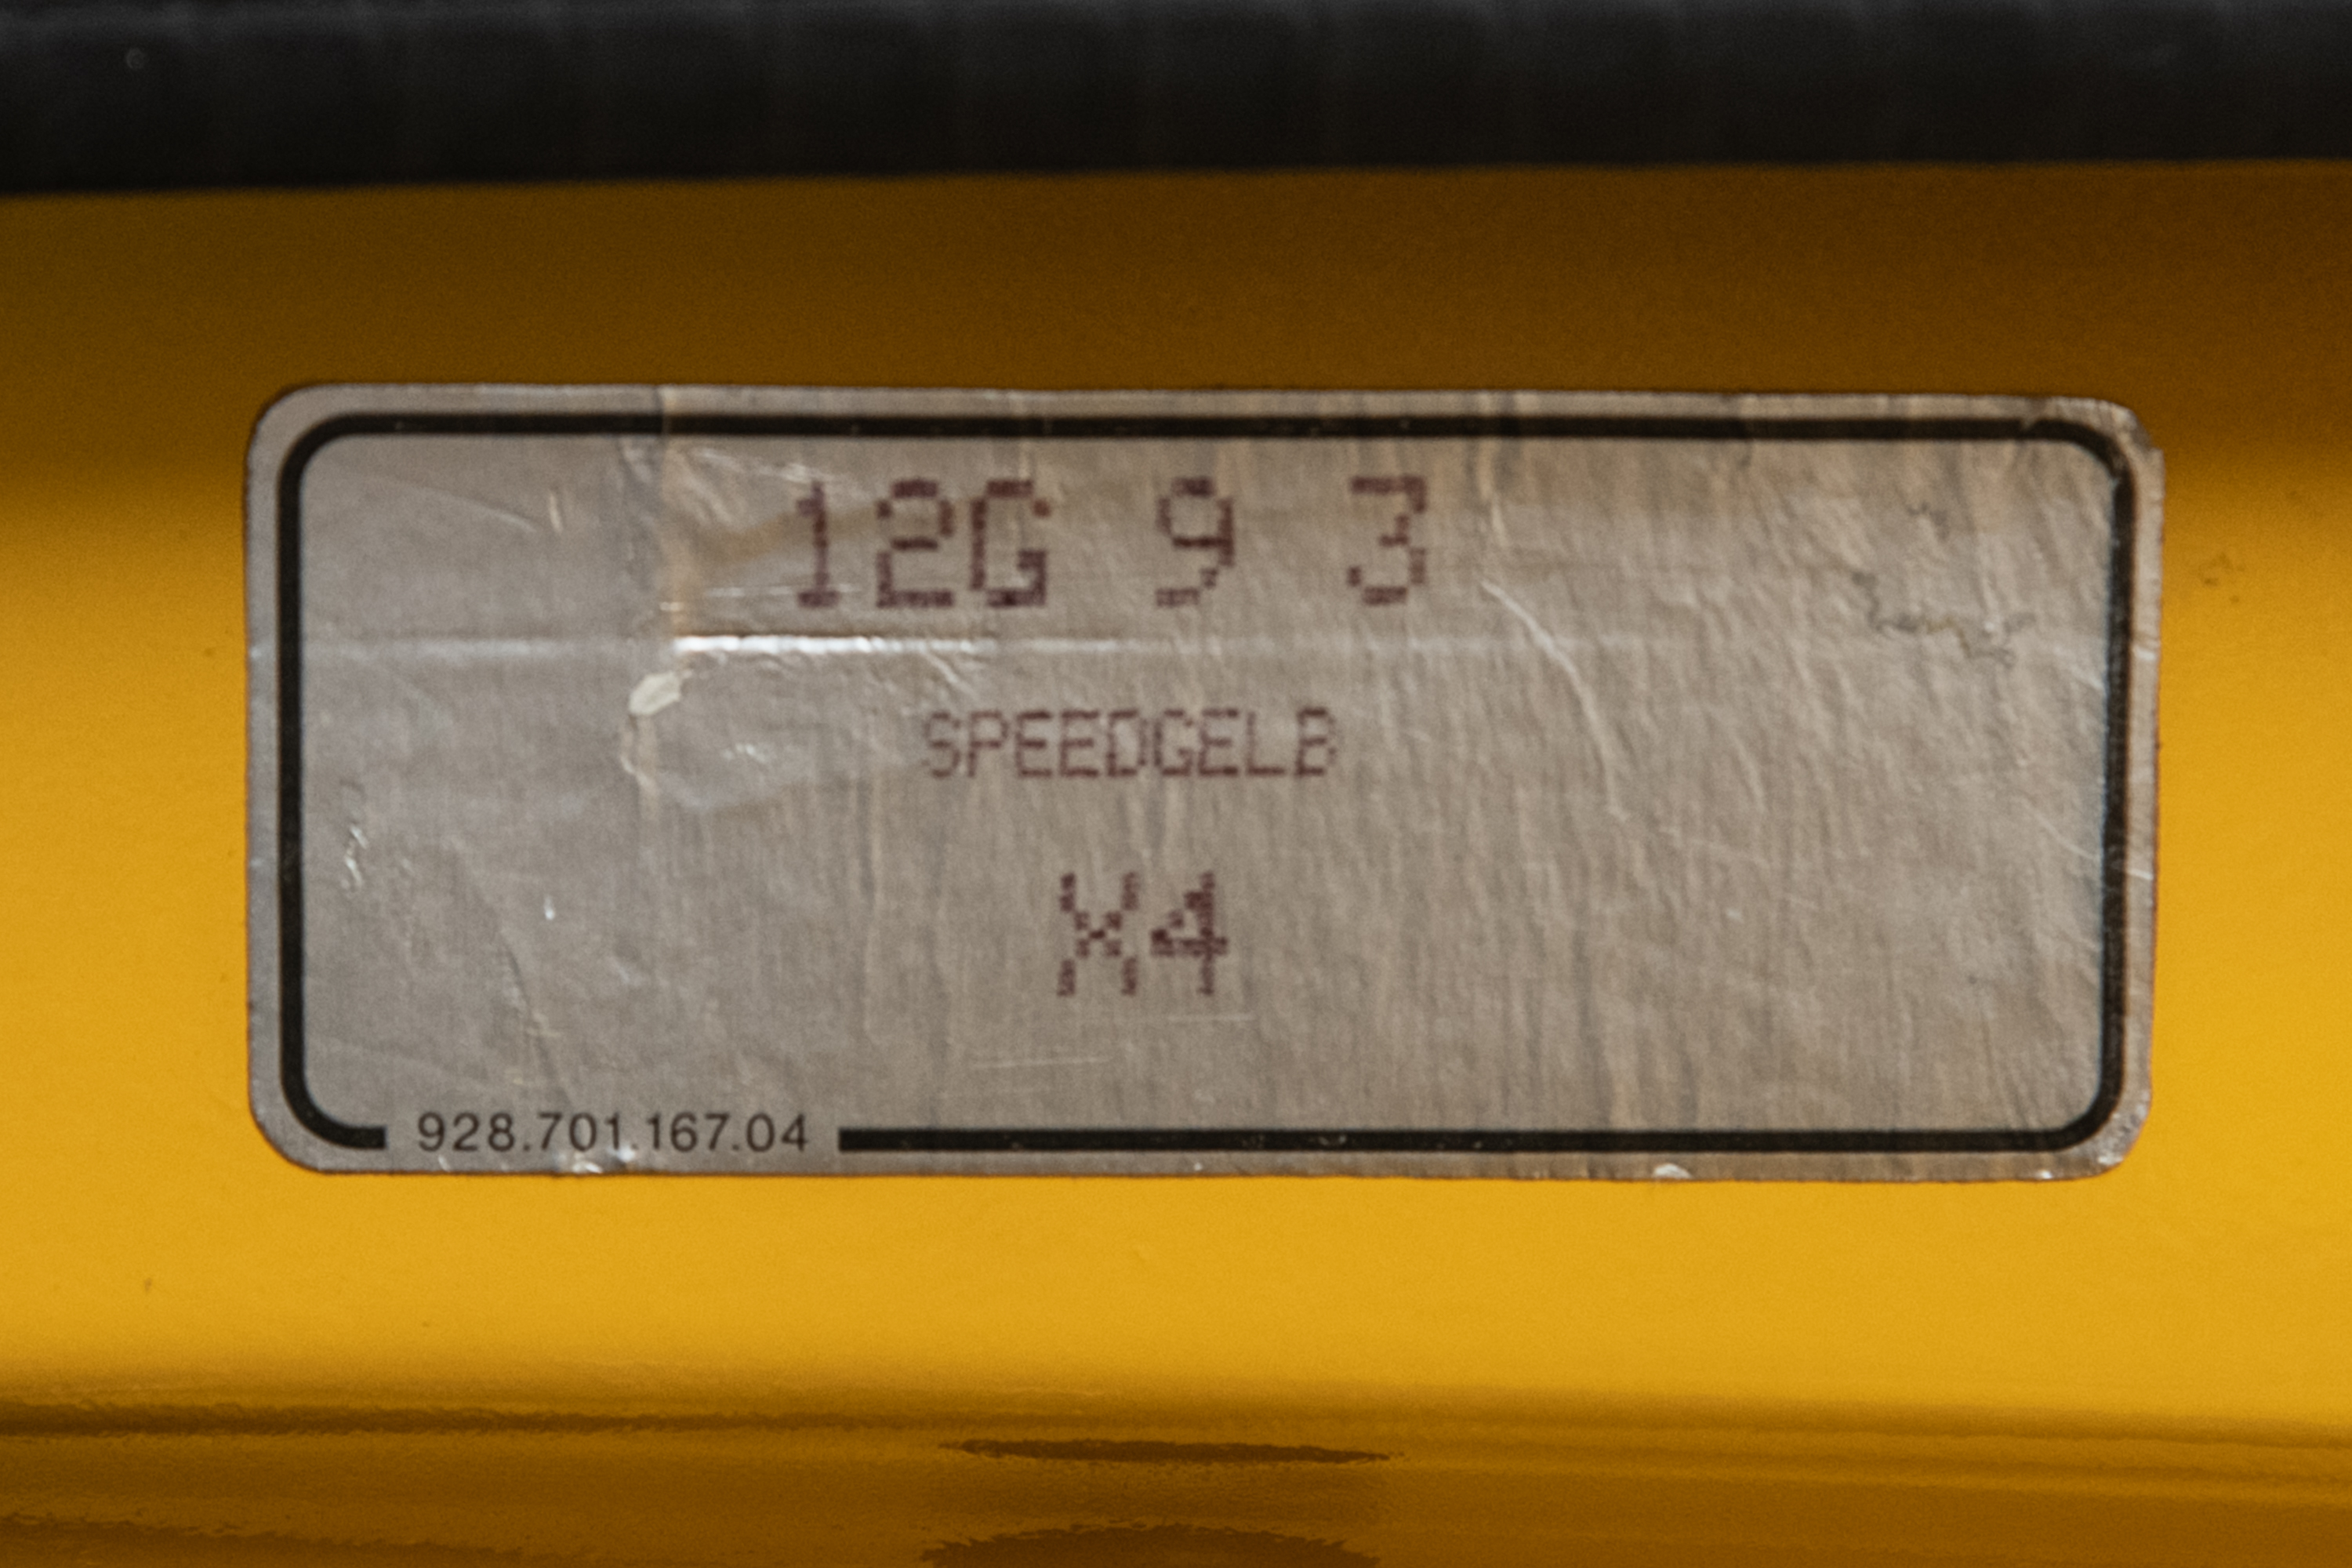 12G 9 3
SPEEDGELB
X4
928.701.167.04